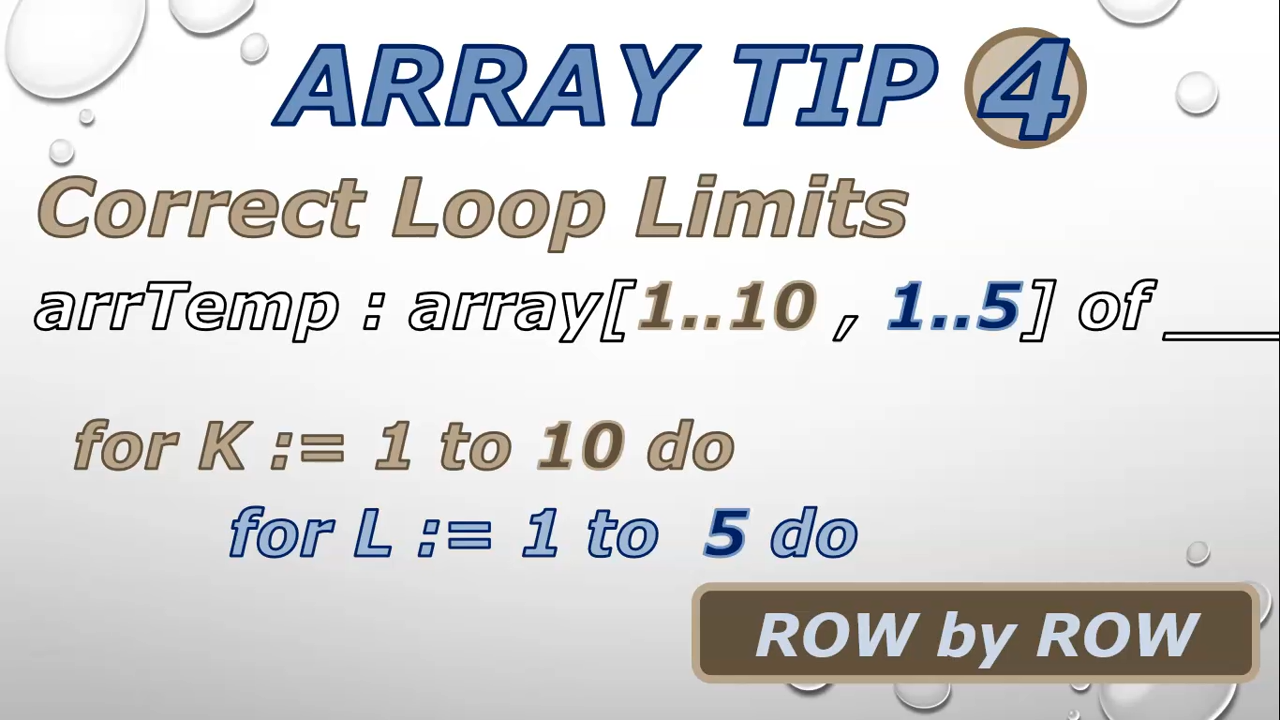 ARRAY TIP 4
Correct Loop Limits
arrTemp : array[1..10 , 1..5] of ____
for K := 1 to 10 do
for L := 1 to 5 do
ROW by ROW